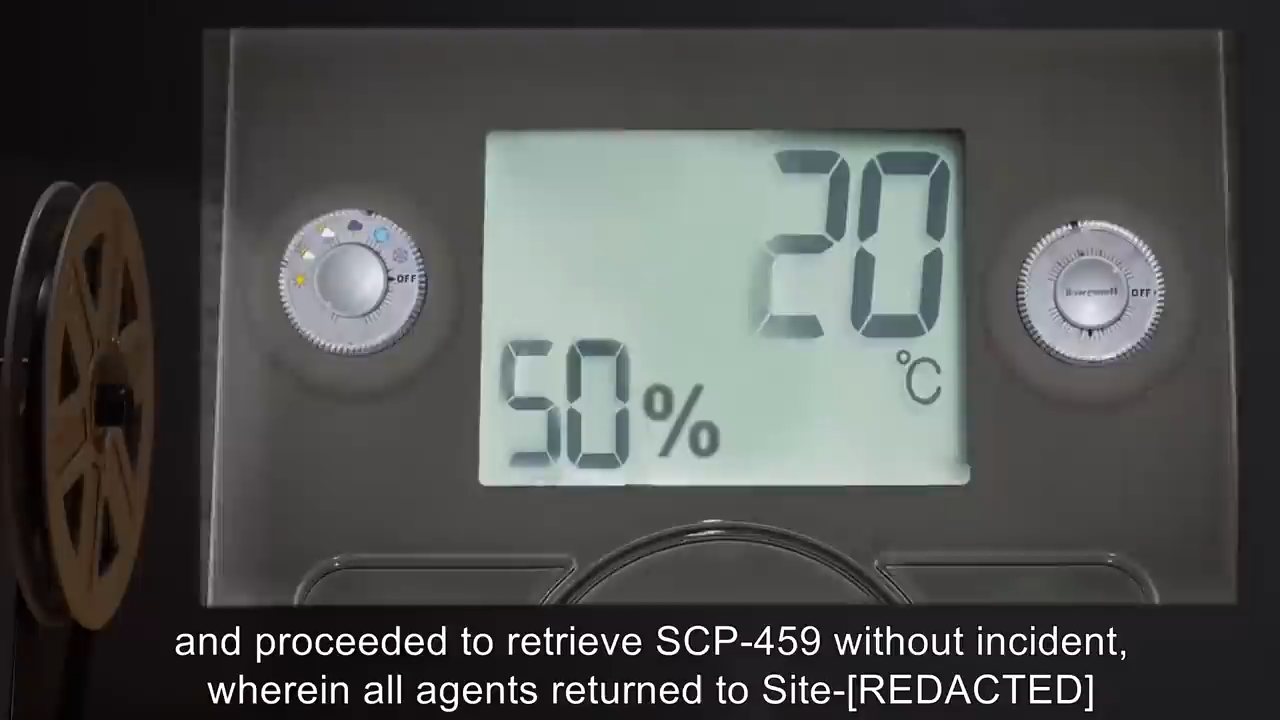 20
°C
50%
OFF
Honeywell
OFF
and proceeded to retrieve SCP-459 without incident,
wherein all agents returned to Site-[REDACTED]